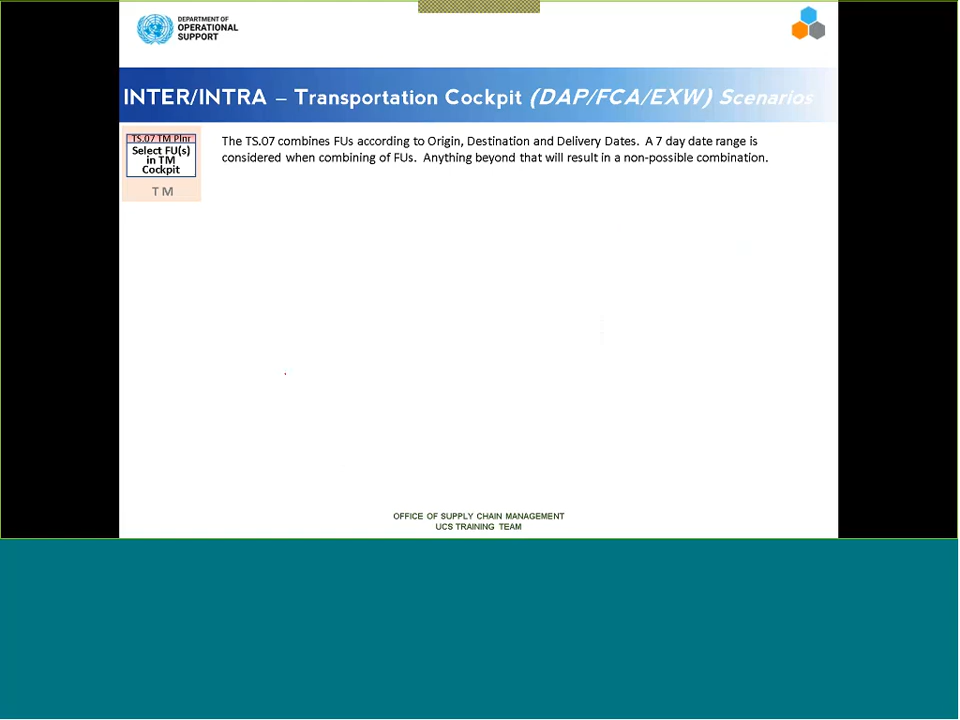 DEPARTMENT OF
OPERATIONAL
SUPPORT
INTER/INTRA – Transportation Cockpit (DAP/FCA/EXW) Scenarios
TS.07 TM Plnr
Select FU(s)
in TM
Cockpit
TM
The TS.07 combines FUs according to Origin, Destination and Delivery Dates. A 7 day date range is
considered when combining of FUs. Anything beyond that will result in a non-possible combination.
OFFICE OF SUPPLY CHAIN MANAGEMENT
UCS TRAINING TEAM